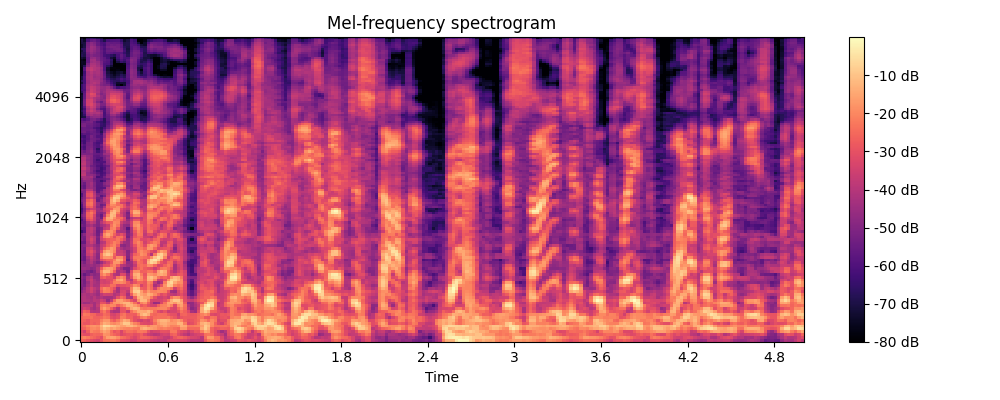 Mel-frequency spectrogram
Hz
4096
2048
1024
512
0
0 0.6 1.2 1.8 2.4 3 3.6 4.2 4.8
Time
-10 dB
-20 dB
-30 dB
-40 dB
-50 dB
-60 dB
-70 dB
-80 dB